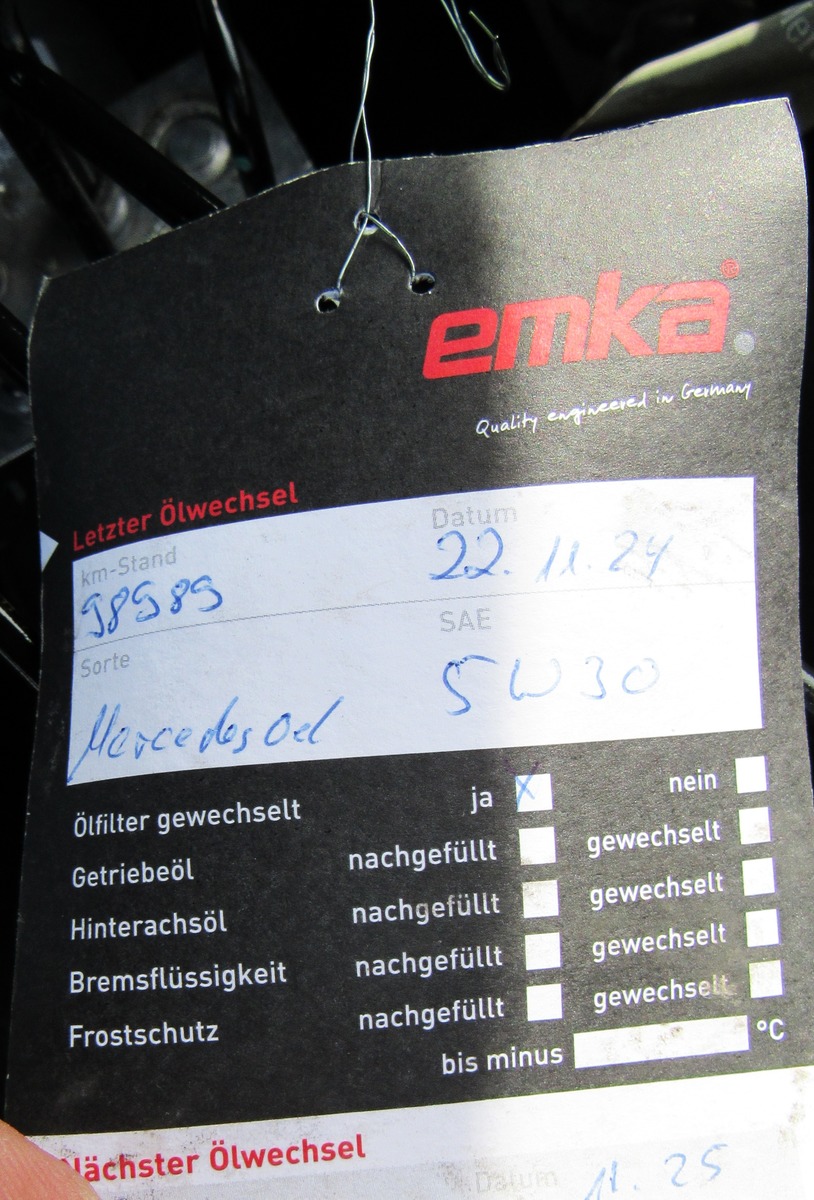 emka®
Quality engineered in Germany
Letzter Ölwechsel
km-Stand Datum
98989 22. 11. 24
Sorte SAE
Mercedes Oel 5W30
Ölfilter gewechselt ja X nein
Getriebeöl nachgefüllt gewechselt
Hinterachsöl nachgefüllt gewechselt
Bremsflüssigkeit nachgefüllt gewechselt
Frostschutz nachgefüllt gewechselt
bis minus °C
Nächster Ölwechsel
Datum
11. 25